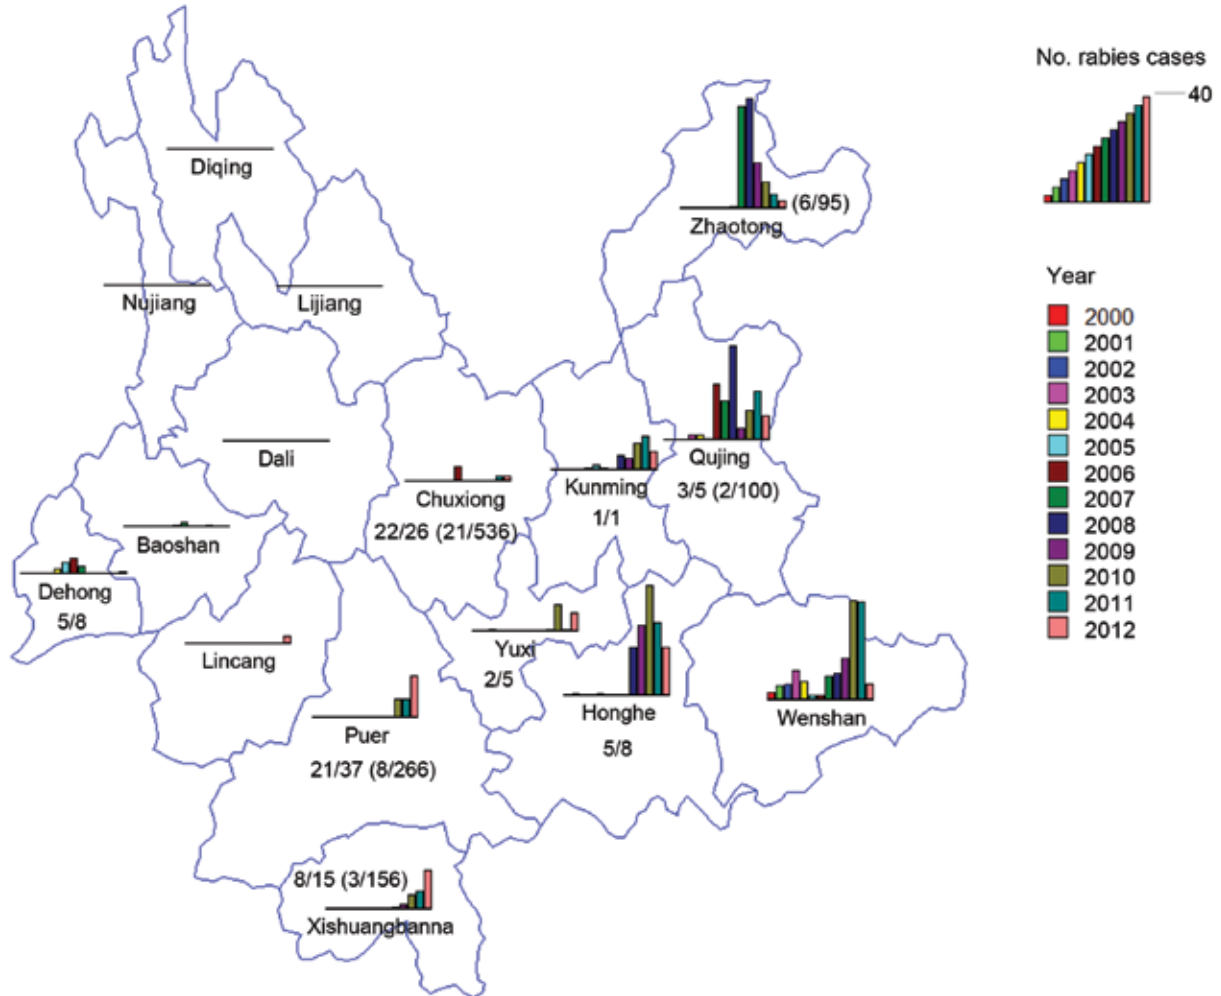 No. rabies cases
40
Diqing
(6/95)
Zhaotong
Nujiang
Lijiang
Year
2000
2001
2002
2003
2004
2005
2006
2007
2008
2009
2010
2011
2012
Dali
Qujing
3/5 (2/100)
Chuxiong
22/26 (21/536)
Kunming
1/1
Baoshan
Dehong
5/8
Lincang
Yuxi
2/5
Puer
21/37 (8/266)
Honghe
5/8
Wenshan
8/15 (3/156)
Xishuangbanna